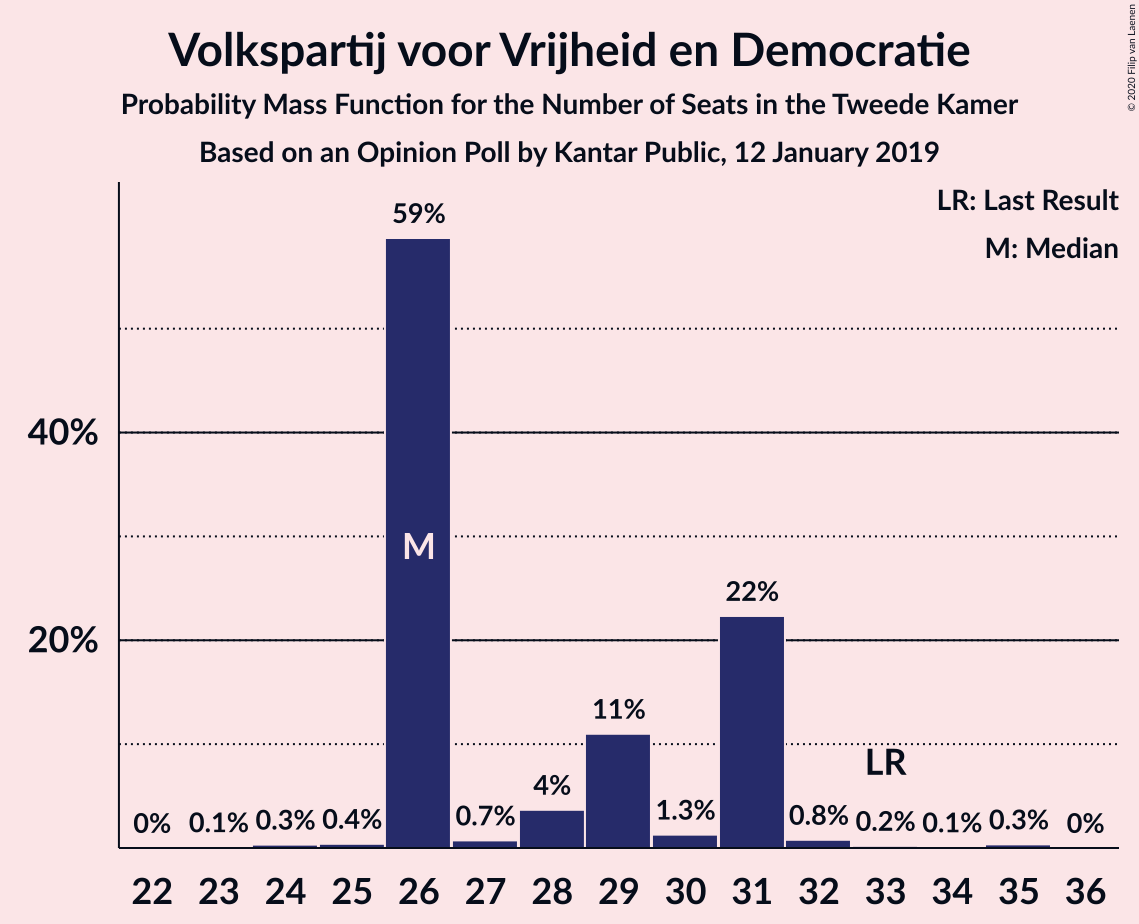 Volkspartij voor Vrijheid en Democratie
Probability Mass Function for the Number of Seats in the Tweede Kamer
Based on an Opinion Poll by Kantar Public, 12 January 2019
© 2020 Filip van Laenen
LR: Last Result
M: Median
59%
40%
M
22%
20%
11%
LR
0% 0.1% 0.3% 0.4% 0.7% 4% 1.3% 0.8% 0.2% 0.1% 0.3% 0%
22 23 24 25 26 27 28 29 30 31 32 33 34 35 36